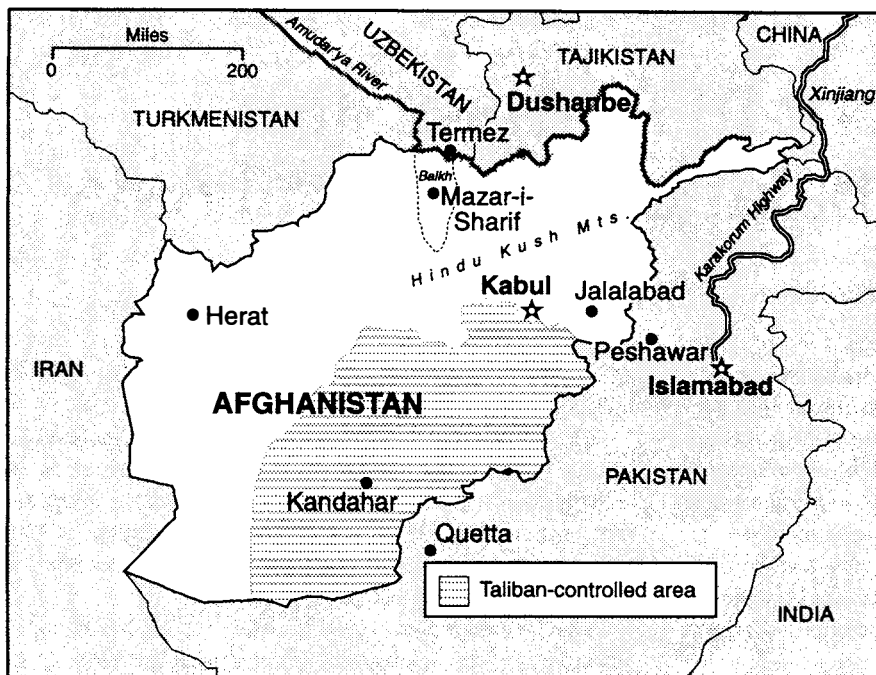 Miles
0
200
Amudar'ya River
UZBEKISTAN
TAJIKISTAN
CHINA
Dushanbe
Xinjiang
TURKMENISTAN
Termez
Balkh
Mazar-i-
Sharif
Hindu Kush Mts.
Karakorum Highway
Kabul
Jalalabad
Herat
Peshawar
IRAN
Islamabad
AFGHANISTAN
PAKISTAN
Kandahar
Quetta
Taliban-controlled area
INDIA